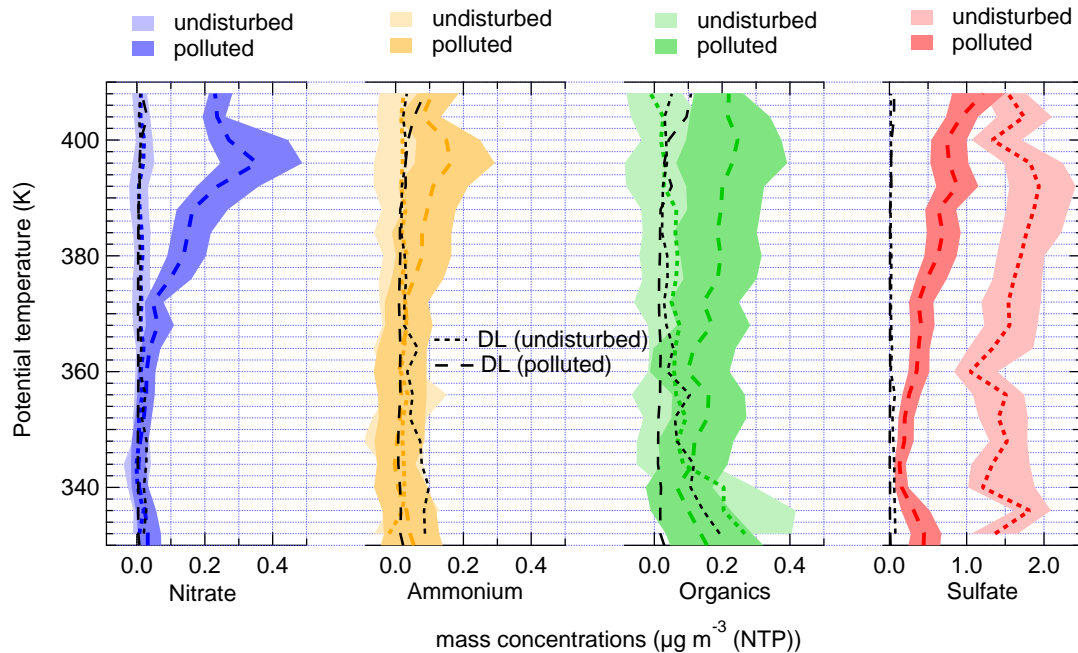 undisturbed
polluted
undisturbed
polluted
undisturbed
polluted
undisturbed
polluted
Potential temperature (K)
400
380
360
340
DL (undisturbed)
DL (polluted)
0.0 0.2 0.4
0.0 0.2 0.4
0.0 0.2 0.4
0.0 1.0 2.0
Nitrate
Ammonium
Organics
Sulfate
mass concentrations (µg m⁻³ (NTP))